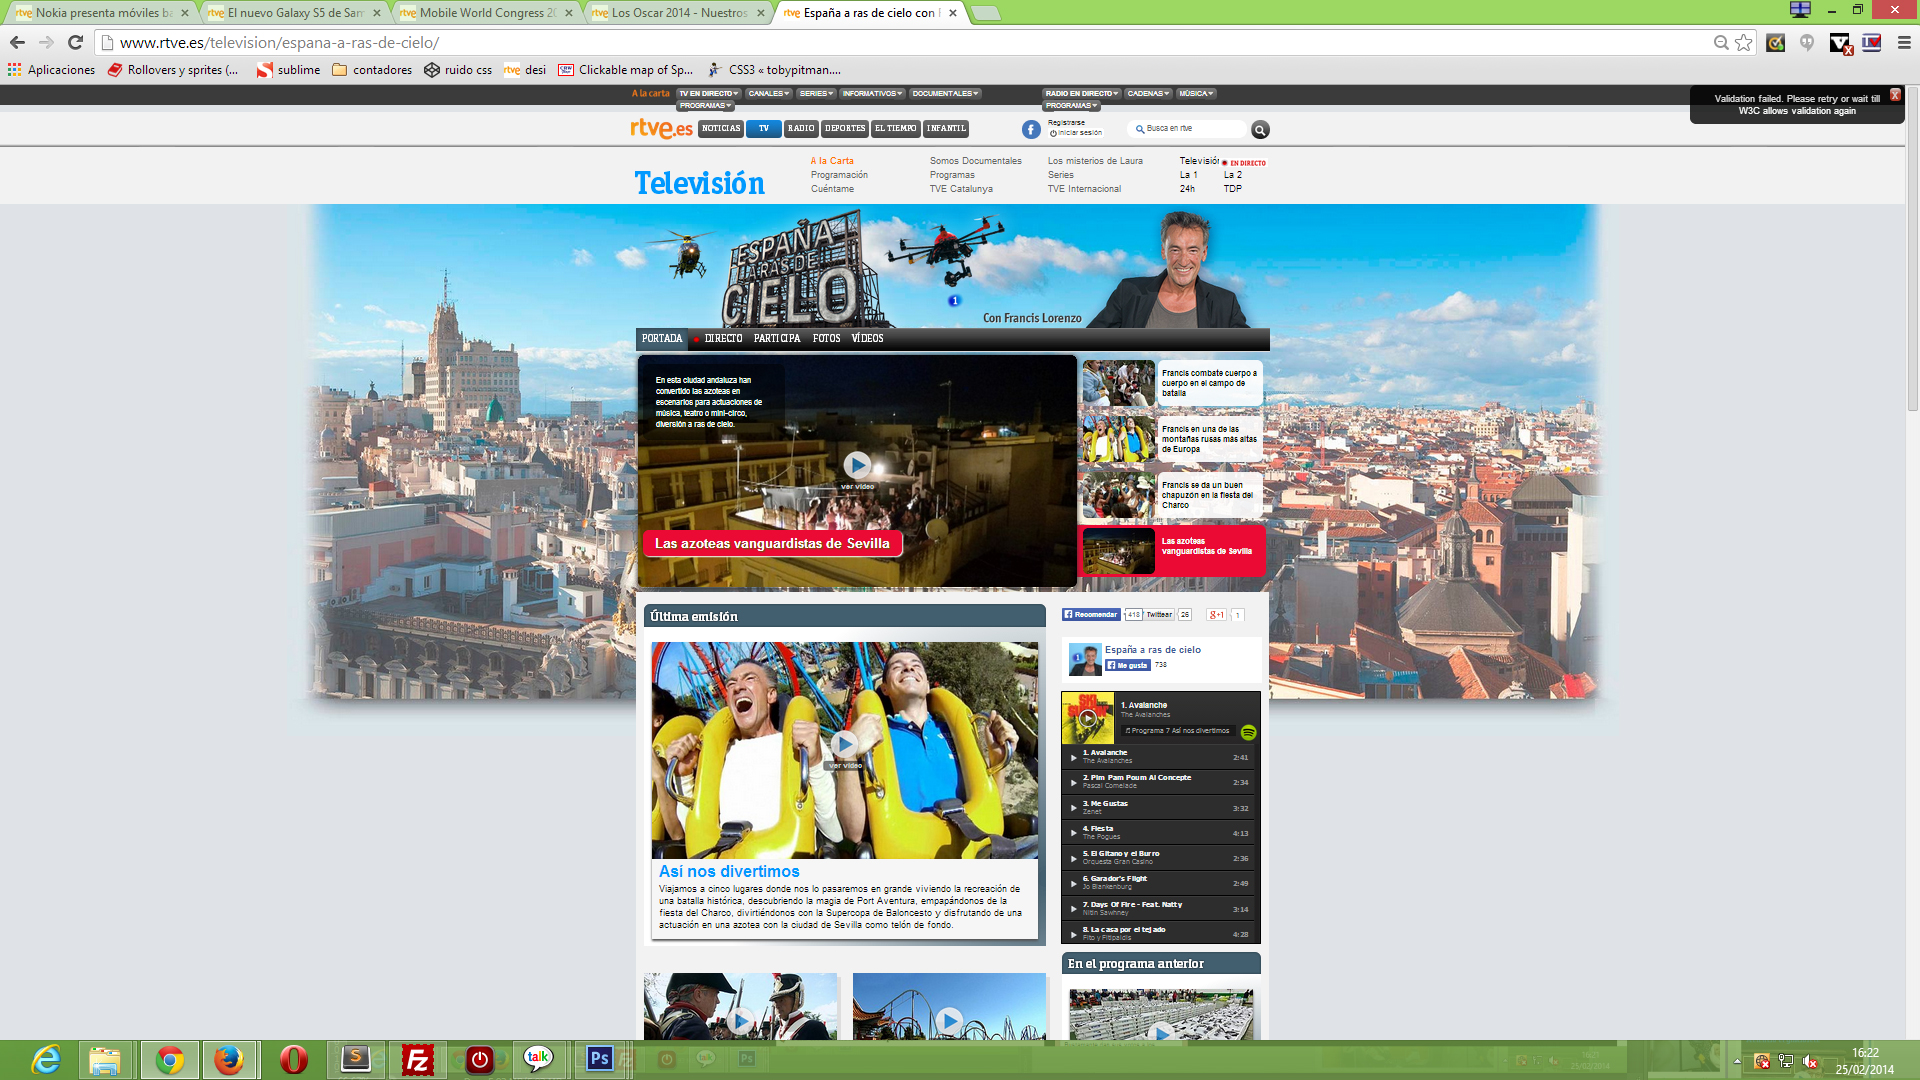 rtve Nokia presenta móviles ba
rtve El nuevo Galaxy S5 de Sam
rtve Mobile World Congress 20
rtve Los Oscar 2014 - Nuestros
rtve España a ras de cielo con
www.rtve.es/television/espana-a-ras-de-cielo/
Aplicaciones
Rollovers y sprites (...
sublime
contadores
ruido css
rtve desi
Clickable map of Sp...
CSS3 « tobypitman....
A la carta
TV EN DIRECTO
CANALES
SERIES
INFORMATIVOS
DOCUMENTALES
PROGRAMAS
RADIO EN DIRECTO
CADENAS
MÚSICA
PROGRAMAS
Validation failed. Please retry or wait till
W3C allows validation again
rtve.es
NOTICIAS
TV
RADIO
DEPORTES
EL TIEMPO
INFANTIL
Registrarse
Iniciar sesión
Busca en rtve
Televisión
A la Carta
Programación
Cuéntame
Somos Documentales
Programas
TVE Catalunya
Los misterios de Laura
Series
TVE Internacional
Televisión EN DIRECTO
La 1
La 2
24h
TDP
ESPAÑA
A RAS DE
CIELO
1
Con Francis Lorenzo
PORTADA
DIRECTO
PARTICIPA
FOTOS
VÍDEOS
En esta ciudad andaluza han
convertido las azoteas en
escenarios para actuaciones de
música, teatro o mini-circo,
diversión a ras de cielo.
ver vídeo
Las azoteas vanguardistas de Sevilla
Francis combate cuerpo a
cuerpo en el campo de
batalla
Francis en una de las
montañas rusas más altas
de Europa
Francis se da un buen
chapuzón en la fiesta del
Charco
Las azoteas
vanguardistas de Sevilla
Última emisión
ver vídeo
Así nos divertimos
Viajamos a cinco lugares donde nos lo pasaremos en grande viviendo la recreación de
una batalla histórica, descubriendo la magia de Port Aventura, empapándonos de la
fiesta del Charco, divirtiéndonos con la Supercopa de Baloncesto y disfrutando de una
actuación en una azotea con la ciudad de Sevilla como telón de fondo.
Recomendar
418
Twittear
26
g+1
1
España a ras de cielo
Me gusta
738
1. Avalanche
The Avalanches
Programa 7 Así nos divertimos
1. Avalanche
The Avalanches
2:41
2. Pim Pam Poum Al Concepte
Pascal Comelade
2:34
3. Me Gustas
Zenet
3:32
4. Fiesta
The Pogues
4:13
5. El Gitano y el Burro
Orquesta Gran Casino
2:36
6. Garador's Flight
Jo Blankenburg
2:49
7. Days Of Fire - Feat. Natty
Nitin Sawhney
3:14
8. La casa por el tejado
Fito y Fitipaldis
4:28
En el programa anterior
S
Fz
talk
Ps
16:22
25/02/2014